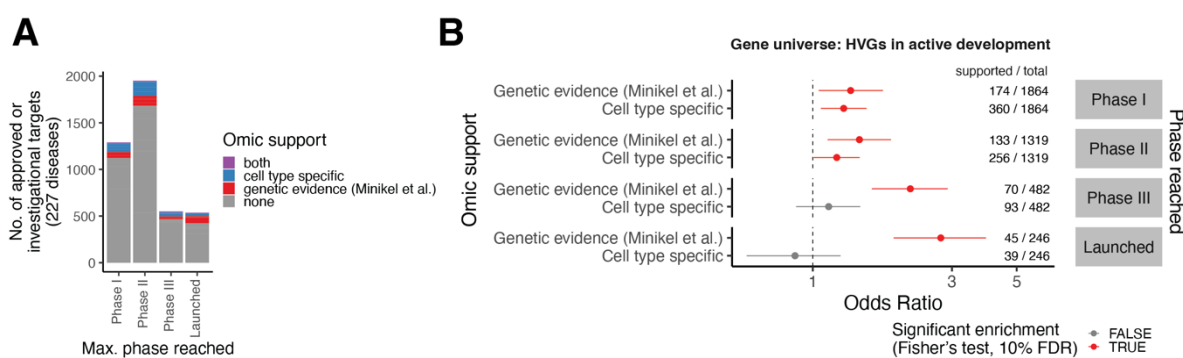 A
No. of approved or
investigational targets
(227 diseases)
2000
1500
1000
500
0
Phase I
Phase II
Phase III
Launched
Max. phase reached
Omic support
both
cell type specific
genetic evidence (Minikel et al.)
none
B
Gene universe: HVGs in active development
supported / total
Omic support
Genetic evidence (Minikel et al.)
174 / 1864
Cell type specific
360 / 1864
Phase I
Genetic evidence (Minikel et al.)
133 / 1319
Cell type specific
256 / 1319
Phase II
Genetic evidence (Minikel et al.)
70 / 482
Cell type specific
93 / 482
Phase III
Genetic evidence (Minikel et al.)
45 / 246
Cell type specific
39 / 246
Launched
Phase reached
1
3
5
Odds Ratio
Significant enrichment
(Fisher's test, 10% FDR)
FALSE
TRUE